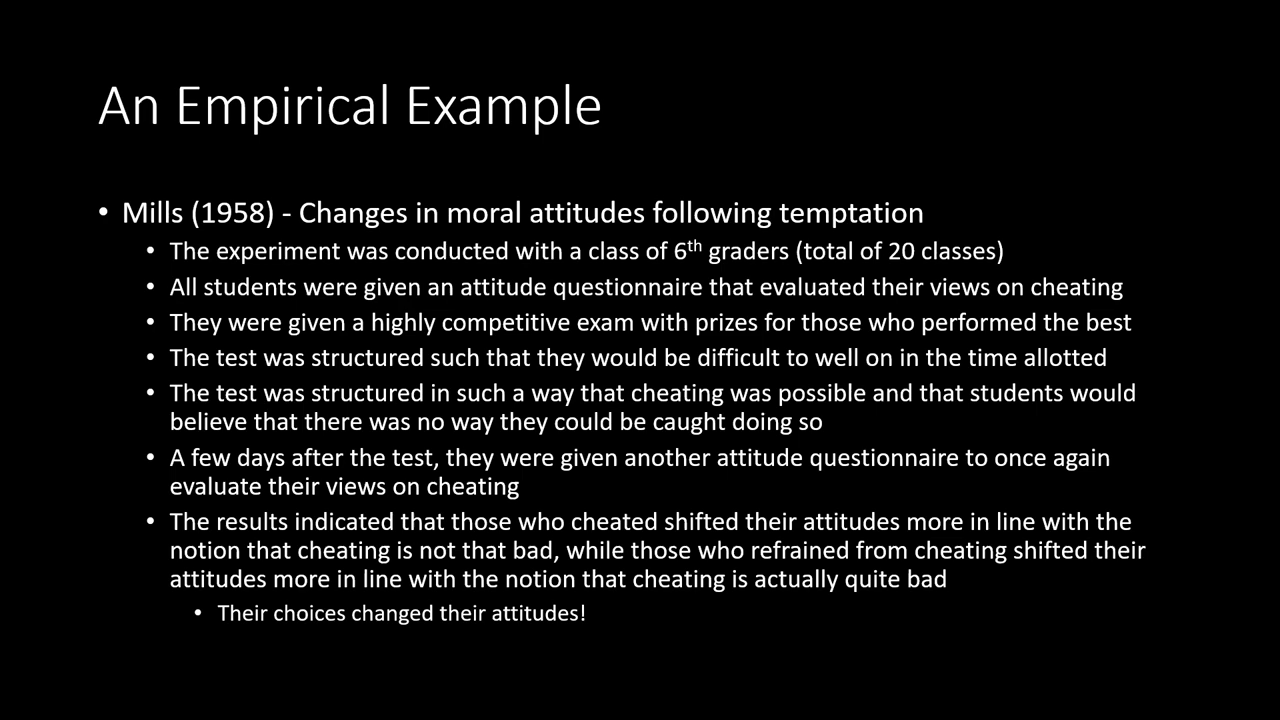 An Empirical Example
• Mills (1958) - Changes in moral attitudes following temptation
• The experiment was conducted with a class of 6th graders (total of 20 classes)
• All students were given an attitude questionnaire that evaluated their views on cheating
• They were given a highly competitive exam with prizes for those who performed the best
• The test was structured such that they would be difficult to well on in the time allotted
• The test was structured in such a way that cheating was possible and that students would
believe that there was no way they could be caught doing so
• A few days after the test, they were given another attitude questionnaire to once again
evaluate their views on cheating
• The results indicated that those who cheated shifted their attitudes more in line with the
notion that cheating is not that bad, while those who refrained from cheating shifted their
attitudes more in line with the notion that cheating is actually quite bad
• Their choices changed their attitudes!